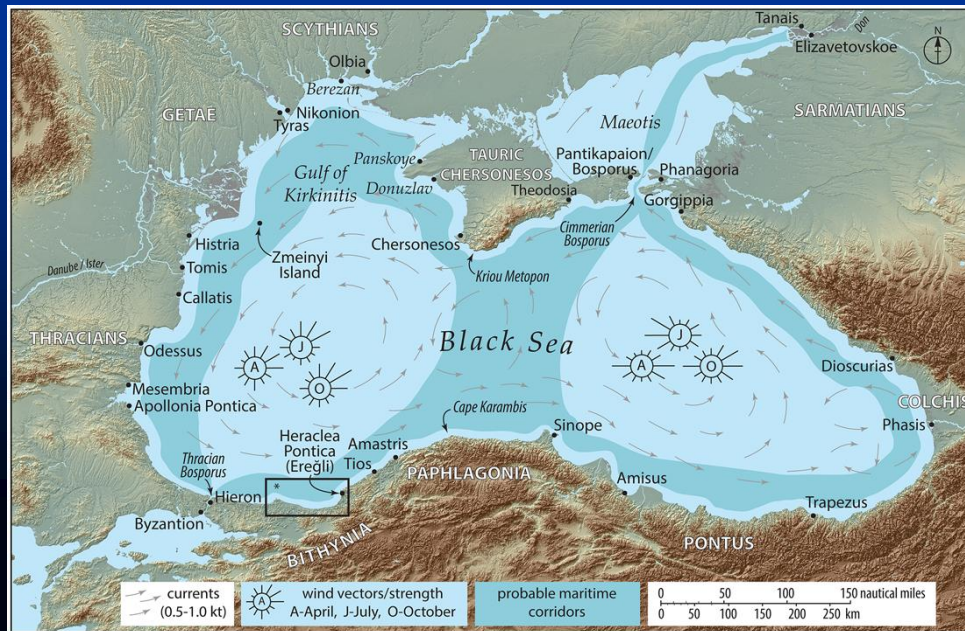 SCYTHIANS
Tanais
Don
N
Elizavetovskoe
Olbia
Berezan
GETAE
Nikonion
Tyras
SARMATIANS
Maeotis
Panskoye
TAURIC
CHERSONESOS
Pantikapaion/
Bosporus
Phanagoria
Gulf of
Kirkinitis
Donuzlav
Theodosia
Gorgippia
Cimmerian
Bosporus
Chersonesos
Histria
Zmeinyi
Island
Kriou Metopon
Danube / Ister
Tomis
Callatis
THRACIANS
Odessus
Black Sea
J
A
O
J
A
O
Dioscurias
Mesembria
Apollonia Pontica
COLCHIS
Cape Karambis
Phasis
Heraclea
Pontica
(Ereğli)
Amastris
Tios
Sinope
Thracian
Bosporus
PAPHLAGONIA
Hieron
*
Amisus
Byzantion
Trapezus
BITHYNIA
PONTUS
currents
(0.5-1.0 kt)
A
wind vectors/strength
A-April, J-July, O-October
probable maritime
corridors
0 50 100 150 nautical miles
0 50 100 150 200 250 km